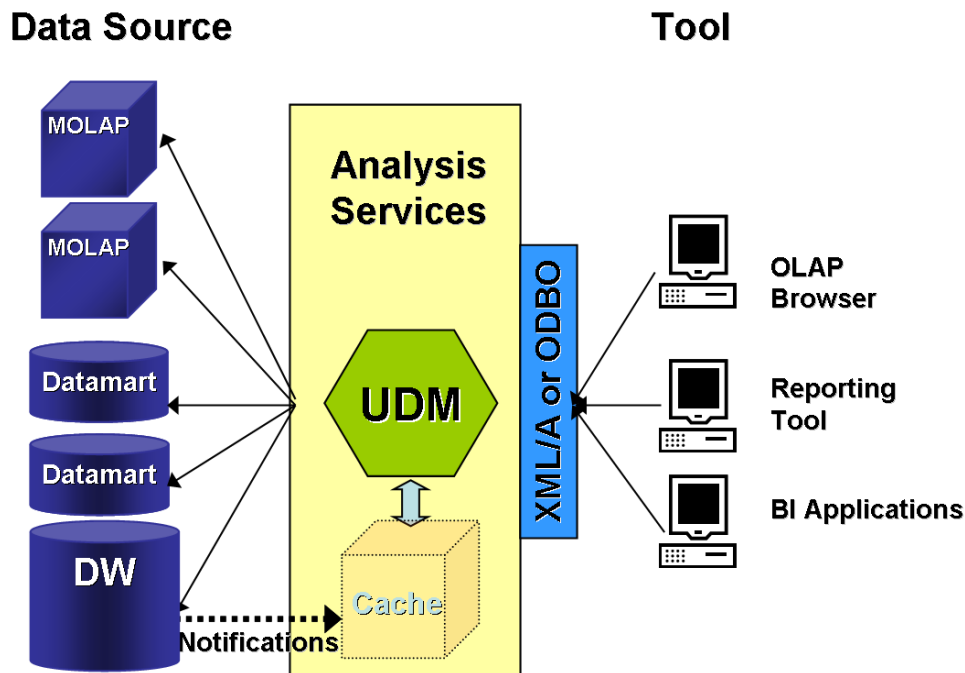 Data Source
Tool
MOLAP
MOLAP
Datamart
Datamart
DW
Notifications
Analysis
Services
UDM
Cache
XML/A or ODBO
OLAP
Browser
Reporting
Tool
BI Applications